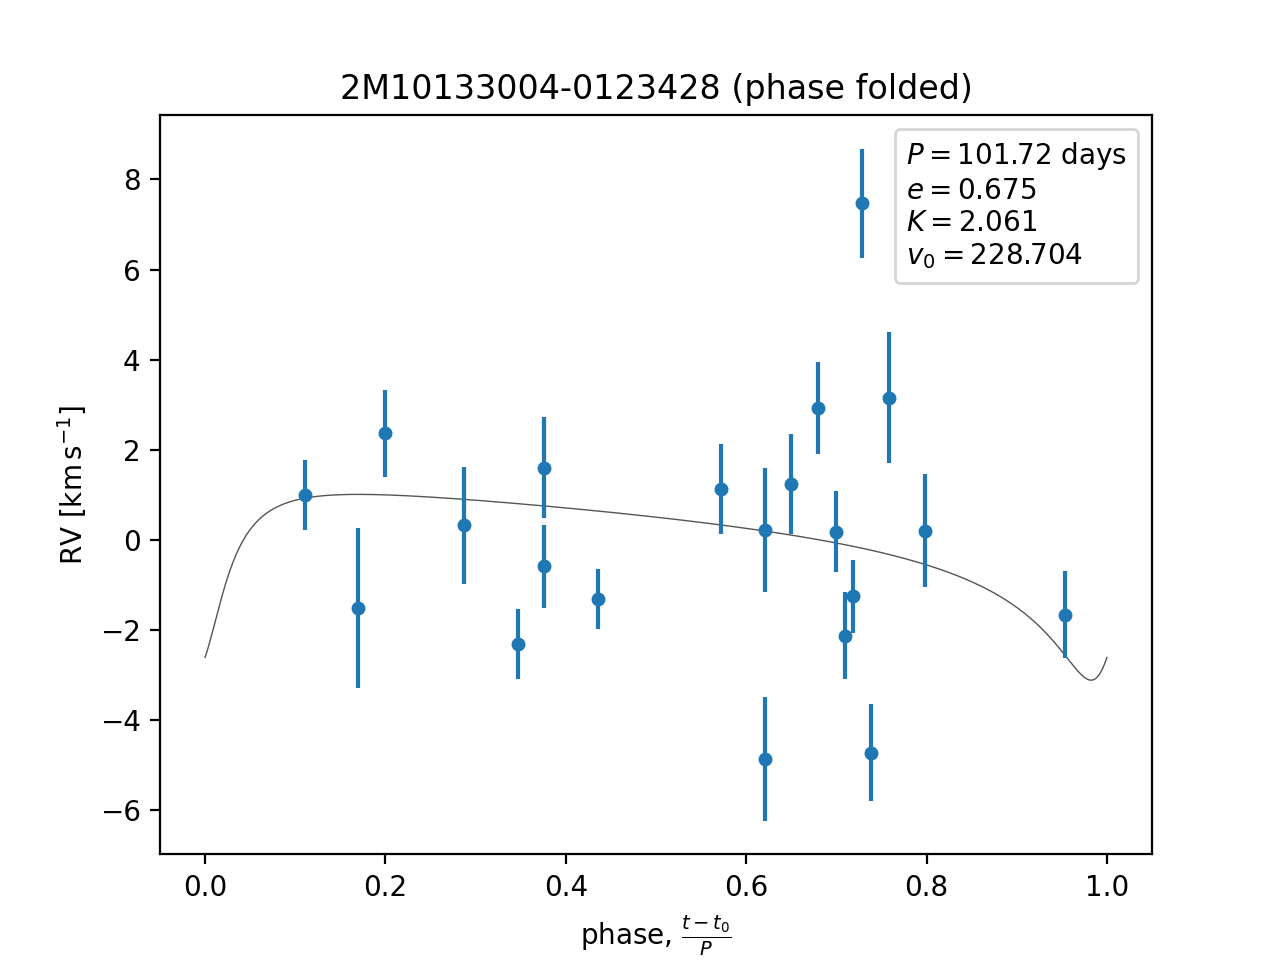 2M10133004-0123428 (phase folded)
P = 101.72 days
e = 0.675
K = 2.061
v₀ = 228.704
8
6
4
2
0
−2
−4
−6
RV [km s⁻¹]
0.0 0.2 0.4 0.6 0.8 1.0
phase, (t − t₀)/P